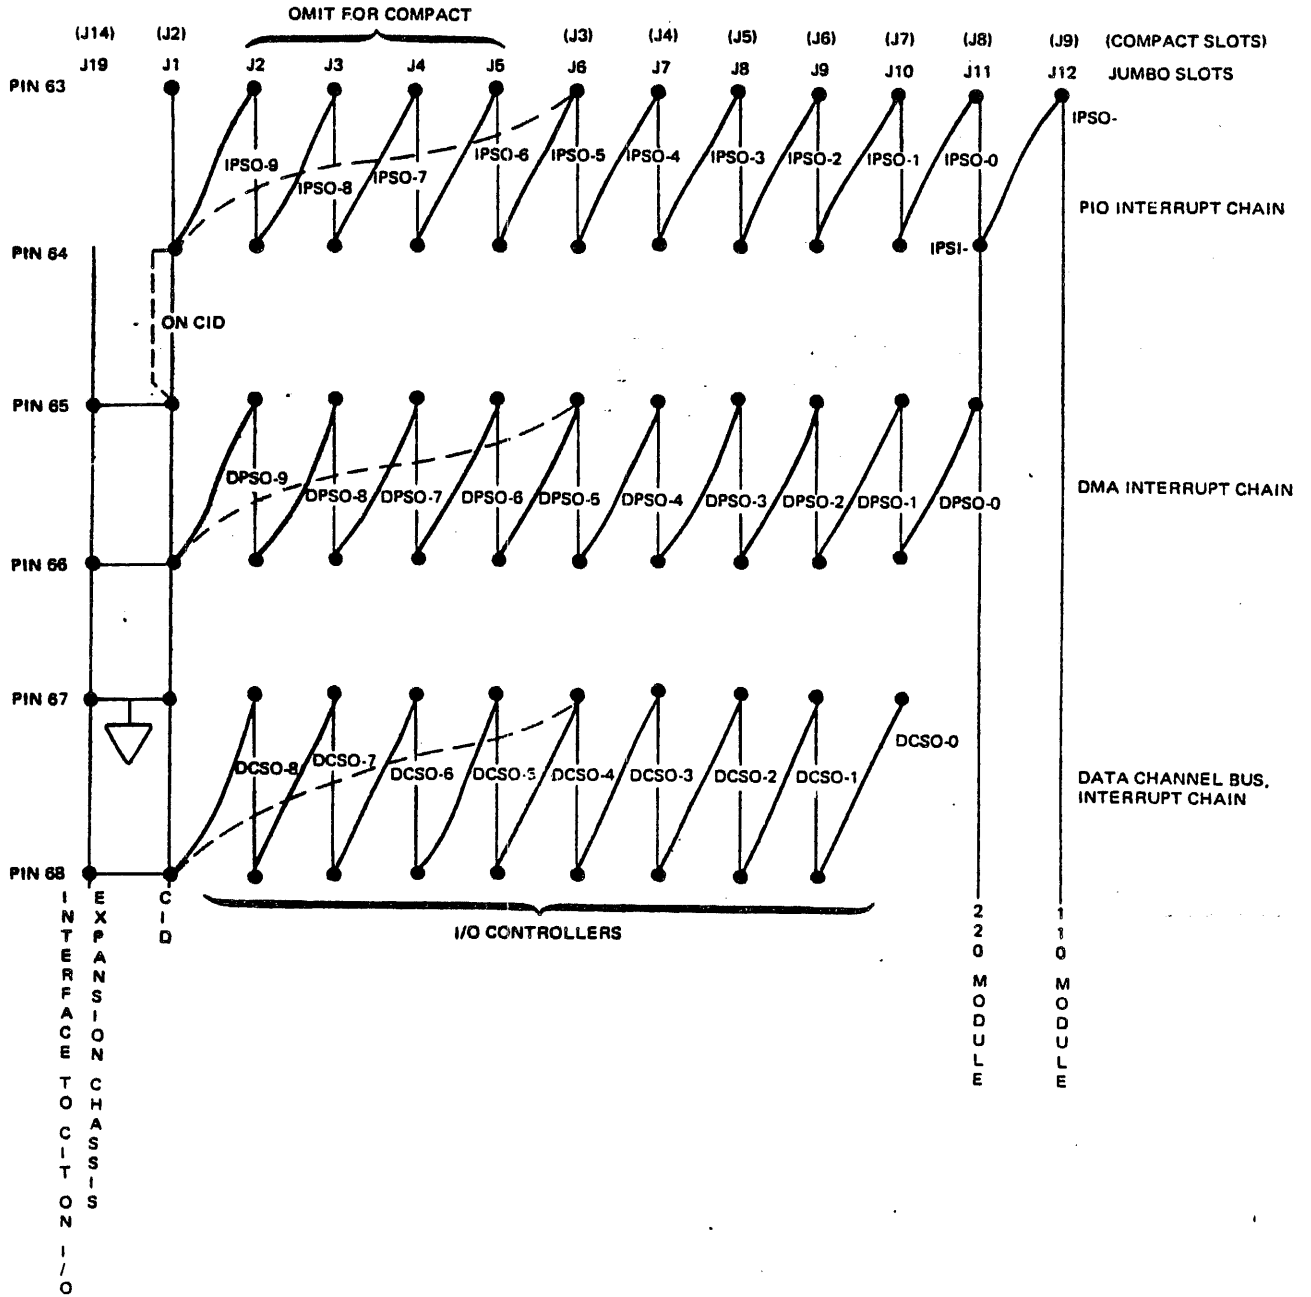 OMIT FOR COMPACT
(J14) (J2) (J3) (J4) (J5) (J6) (J7) (J8) (J9) (COMPACT SLOTS)
J19 J1 J2 J3 J4 J5 J6 J7 J8 J9 J10 J11 J12 JUMBO SLOTS
PIN 63
IPSO-
IPSO-9 IPSO-8 IPSO-7 IPSO-6 IPSO-5 IPSO-4 IPSO-3 IPSO-2 IPSO-1 IPSO-0
PIO INTERRUPT CHAIN
PIN 64
IPSI-
ON CID
PIN 65
DPSO-9 DPSO-8 DPSO-7 DPSO-6 DPSO-5 DPSO-4 DPSO-3 DPSO-2 DPSO-1 DPSO-0
DMA INTERRUPT CHAIN
PIN 66
PIN 67
DCSO-8 DCSO-7 DCSO-6 DCSO-5 DCSO-4 DCSO-3 DCSO-2 DCSO-1 DCSO-0
DATA CHANNEL BUS,
INTERRUPT CHAIN
PIN 68
INTERFACE TO CIT ON I/O
EXPANSION CHASSIS
CID
I/O CONTROLLERS
220 MODULE
110 MODULE